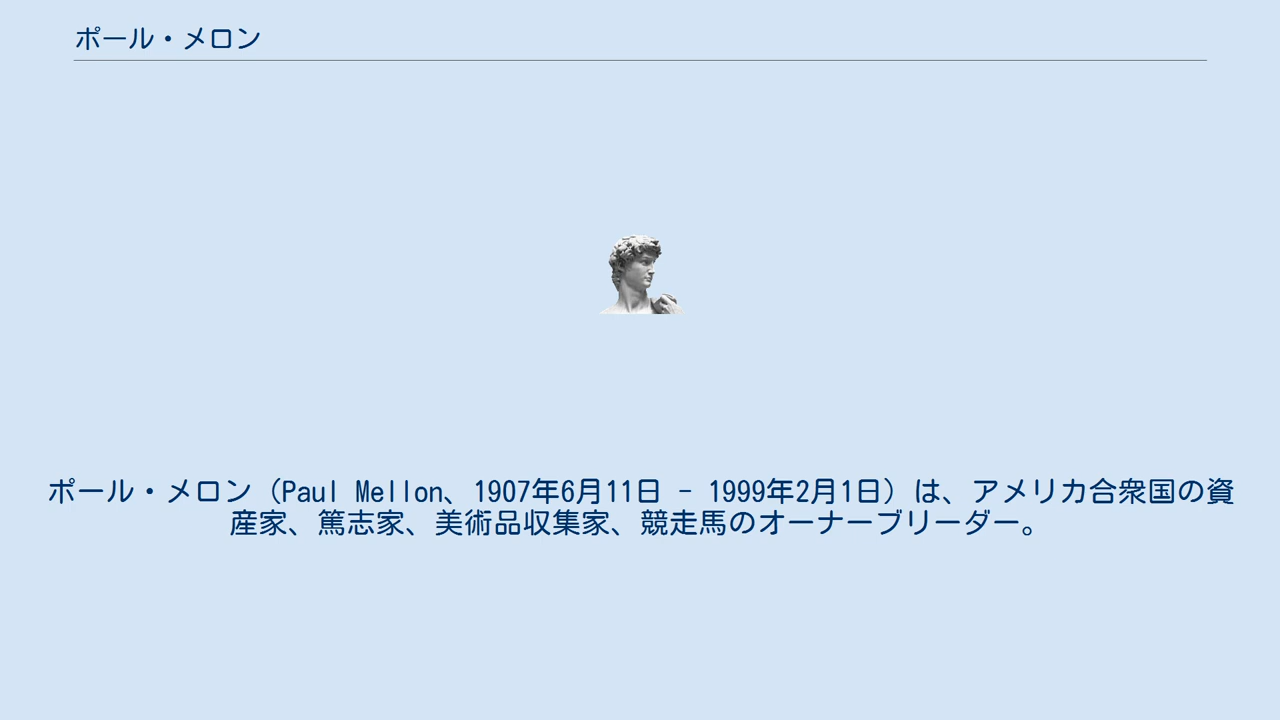 ポール・メロン
ポール・メロン（Paul Mellon、1907年6月11日 - 1999年2月1日）は、アメリカ合衆国の資
産家、篤志家、美術品収集家、競走馬のオーナーブリーダー。